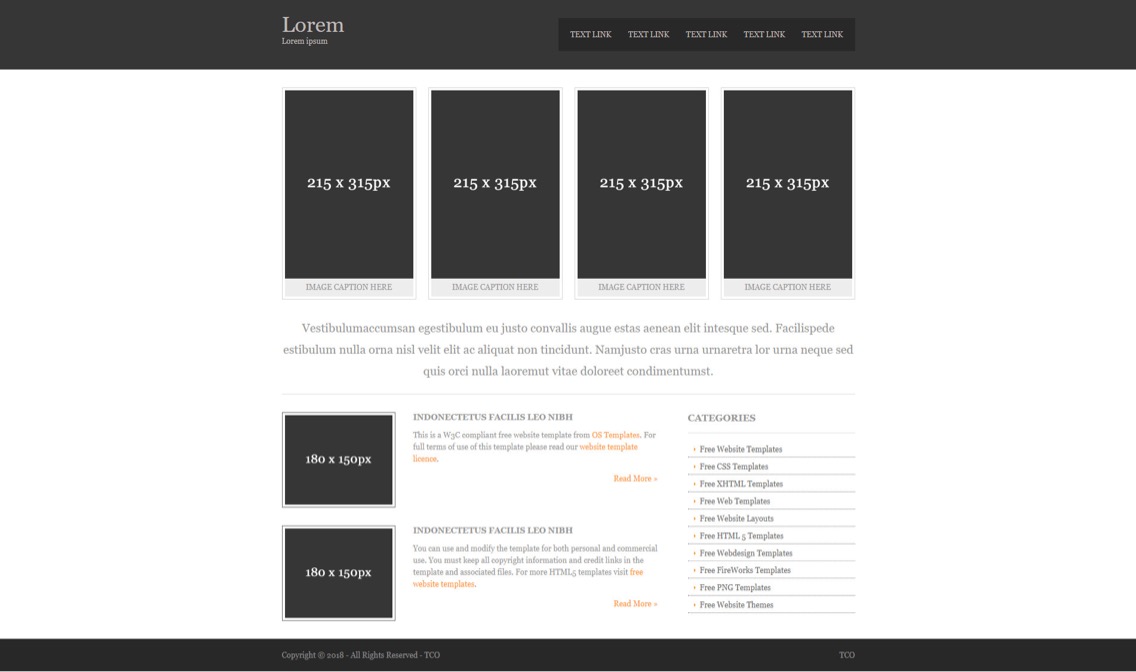 Lorem
Lorem ipsum
TEXT LINK TEXT LINK TEXT LINK TEXT LINK TEXT LINK
215 x 315px 215 x 315px 215 x 315px 215 x 315px
IMAGE CAPTION HERE IMAGE CAPTION HERE IMAGE CAPTION HERE IMAGE CAPTION HERE
Vestibulumaccumsan egestibulum eu justo convallis augue estas aenean elit intesque sed. Facilispede
estibulum nulla orna nisl velit elit ac aliquat non tincidunt. Namjusto cras urna urnaretra lor urna neque sed
quis orci nulla laoremut vitae doloreet condimentumst.
180 x 150px
INDONECTETUS FACILIS LEO NIBH
This is a W3C compliant free website template from OS Templates. For
full terms of use of this template please read our website template
licence.
Read More »
180 x 150px
INDONECTETUS FACILIS LEO NIBH
You can use and modify the template for both personal and commercial
use. You must keep all copyright information and credit links in the
template and associated files. For more HTML5 templates visit free
website templates.
Read More »
CATEGORIES
Free Website Templates
Free CSS Templates
Free XHTML Templates
Free Web Templates
Free Website Layouts
Free HTML 5 Templates
Free Webdesign Templates
Free FireWorks Templates
Free PNG Templates
Free Website Themes
Copyright © 2018 - All Rights Reserved - TCO
TCO